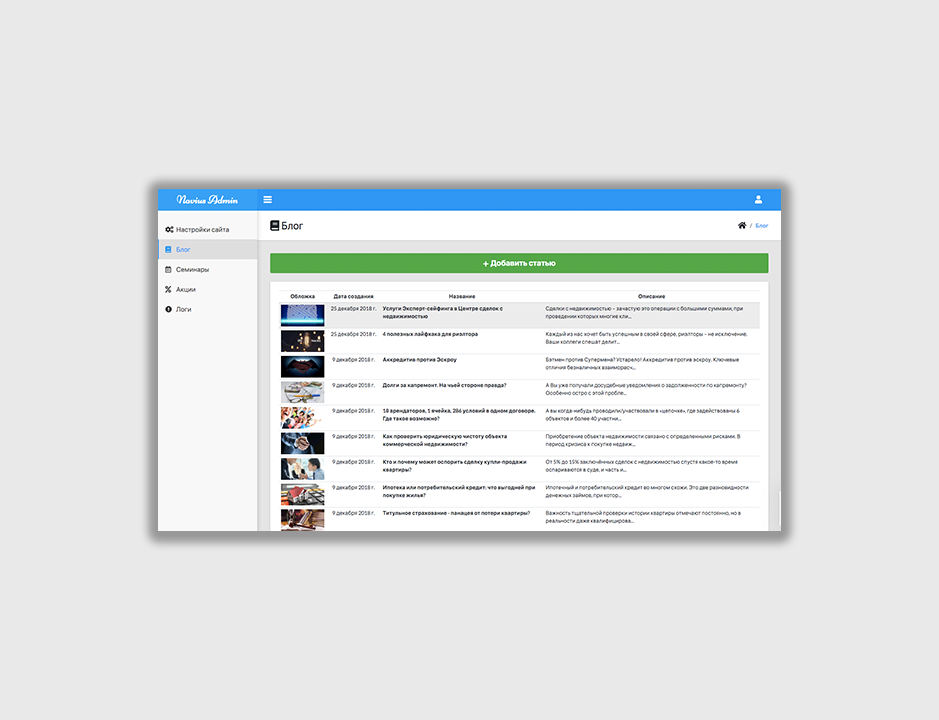 Navius Admin
Настройки сайта
Блог
Семинары
Акции
Логи
Блог
/ Блог
+ Добавить статью
Обложка Дата создания Название Описание
25 декабря 2018 г. Услуги Эксперт-сейфинга в Центре сделок с недвижимостью
Сделки с недвижимостью – зачастую это операции с большими суммами, при проведении которых многие кли...
25 декабря 2018 г. 4 полезных лайфхака для риэлтора
Каждый из нас хочет быть успешным в своей сфере, риэлторы – не исключение. Ваши коллеги спешат делит...
9 декабря 2018 г. Аккредитив против Эскроу
Бэтмен против Супермена? Устарело! Аккредитив против эскроу. Ключевые отличия безналичных взаиморасч...
9 декабря 2018 г. Долги за капремонт. На чьей стороне правда?
А Вы уже получали досудебные уведомления о задолженности по капремонту? Особенно остро с этой пробле...
9 декабря 2018 г. 18 арендаторов, 1 ячейка, 286 условий в одном договоре. Где такое возможно?
А вы когда-нибудь проводили/участвовали в «цепочке», где задействованы 6 объектов и более 40 участни...
9 декабря 2018 г. Как проверить юридическую чистоту объекта коммерческой недвижимости?
Приобретение объекта недвижимости связано с определенными рисками. В период кризиса к покупке недвиж...
9 декабря 2018 г. Кто и почему может оспорить сделку купли-продажи квартиры?
От 5% до 15% заключённых сделок с недвижимостью спустя какое-то время оспариваются в суде, и часть и...
9 декабря 2018 г. Ипотека или потребительский кредит: что выгодней при покупке жилья?
Ипотечный и потребительский кредит во многом схожи. Это две разновидности денежных займов, при котор...
9 декабря 2018 г. Титульное страхование - панацея от потери квартиры?
Важность тщательной проверки истории квартиры отмечают постоянно, но в реальности даже квалифицирова...